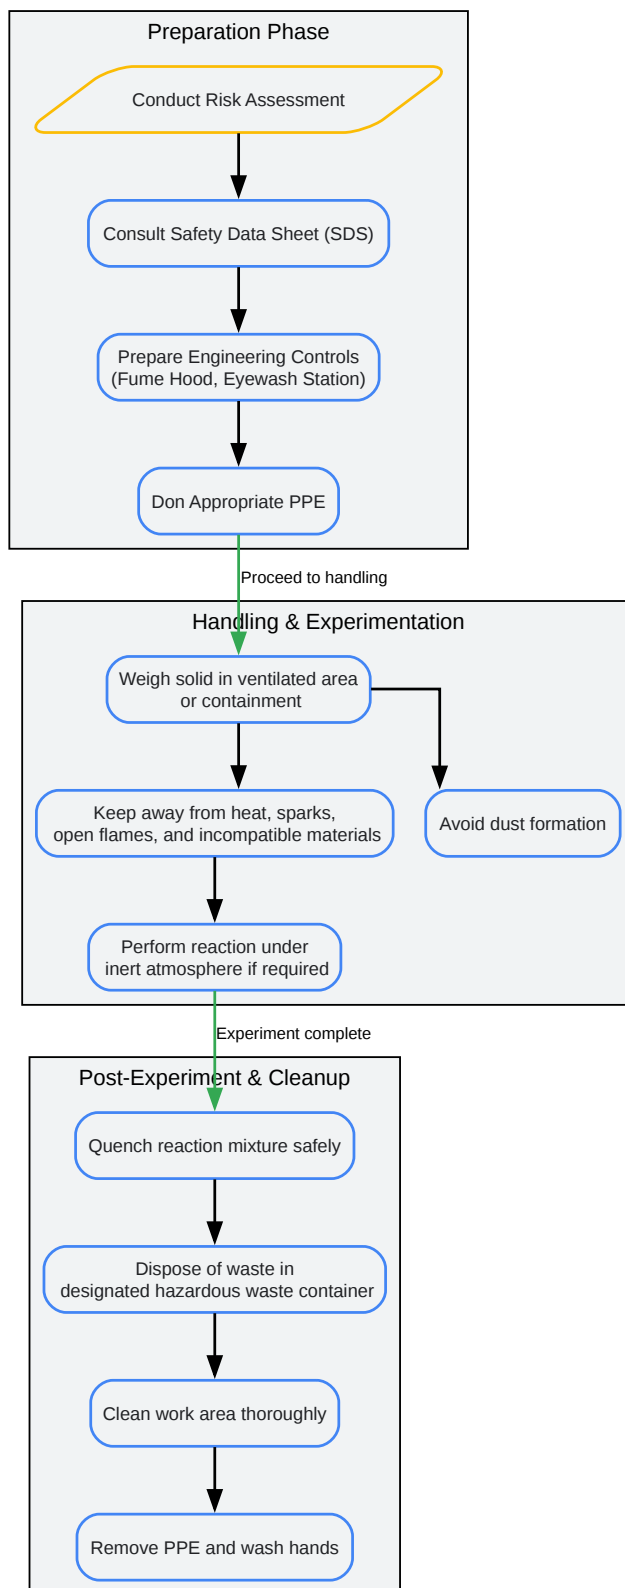 Preparation Phase
Conduct Risk Assessment
Consult Safety Data Sheet (SDS)
Prepare Engineering Controls
(Fume Hood, Eyewash Station)
Don Appropriate PPE
Proceed to handling
Handling & Experimentation
Weigh solid in ventilated area
or containment
Keep away from heat, sparks,
open flames, and incompatible materials
Avoid dust formation
Perform reaction under
inert atmosphere if required
Experiment complete
Post-Experiment & Cleanup
Quench reaction mixture safely
Dispose of waste in
designated hazardous waste container
Clean work area thoroughly
Remove PPE and wash hands